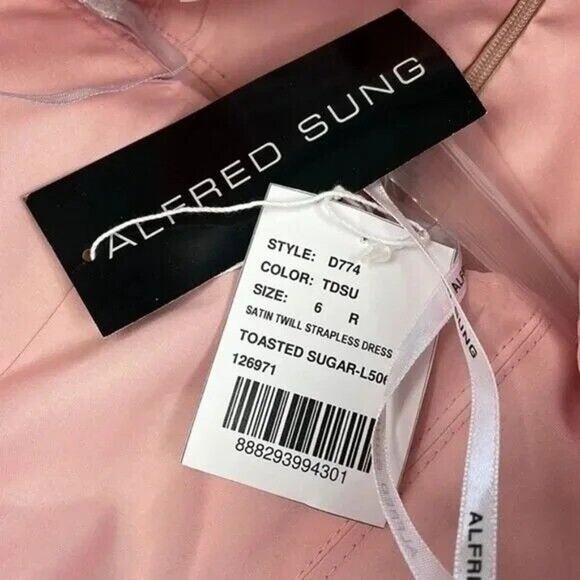 ALFRED SUNG
STYLE: D774
COLOR: TDSU
SIZE: 6 R
SATIN TWILL STRAPLESS DRESS
TOASTED SUGAR-L506
126971
888293994301
ALFRED SUNG
ALFRED